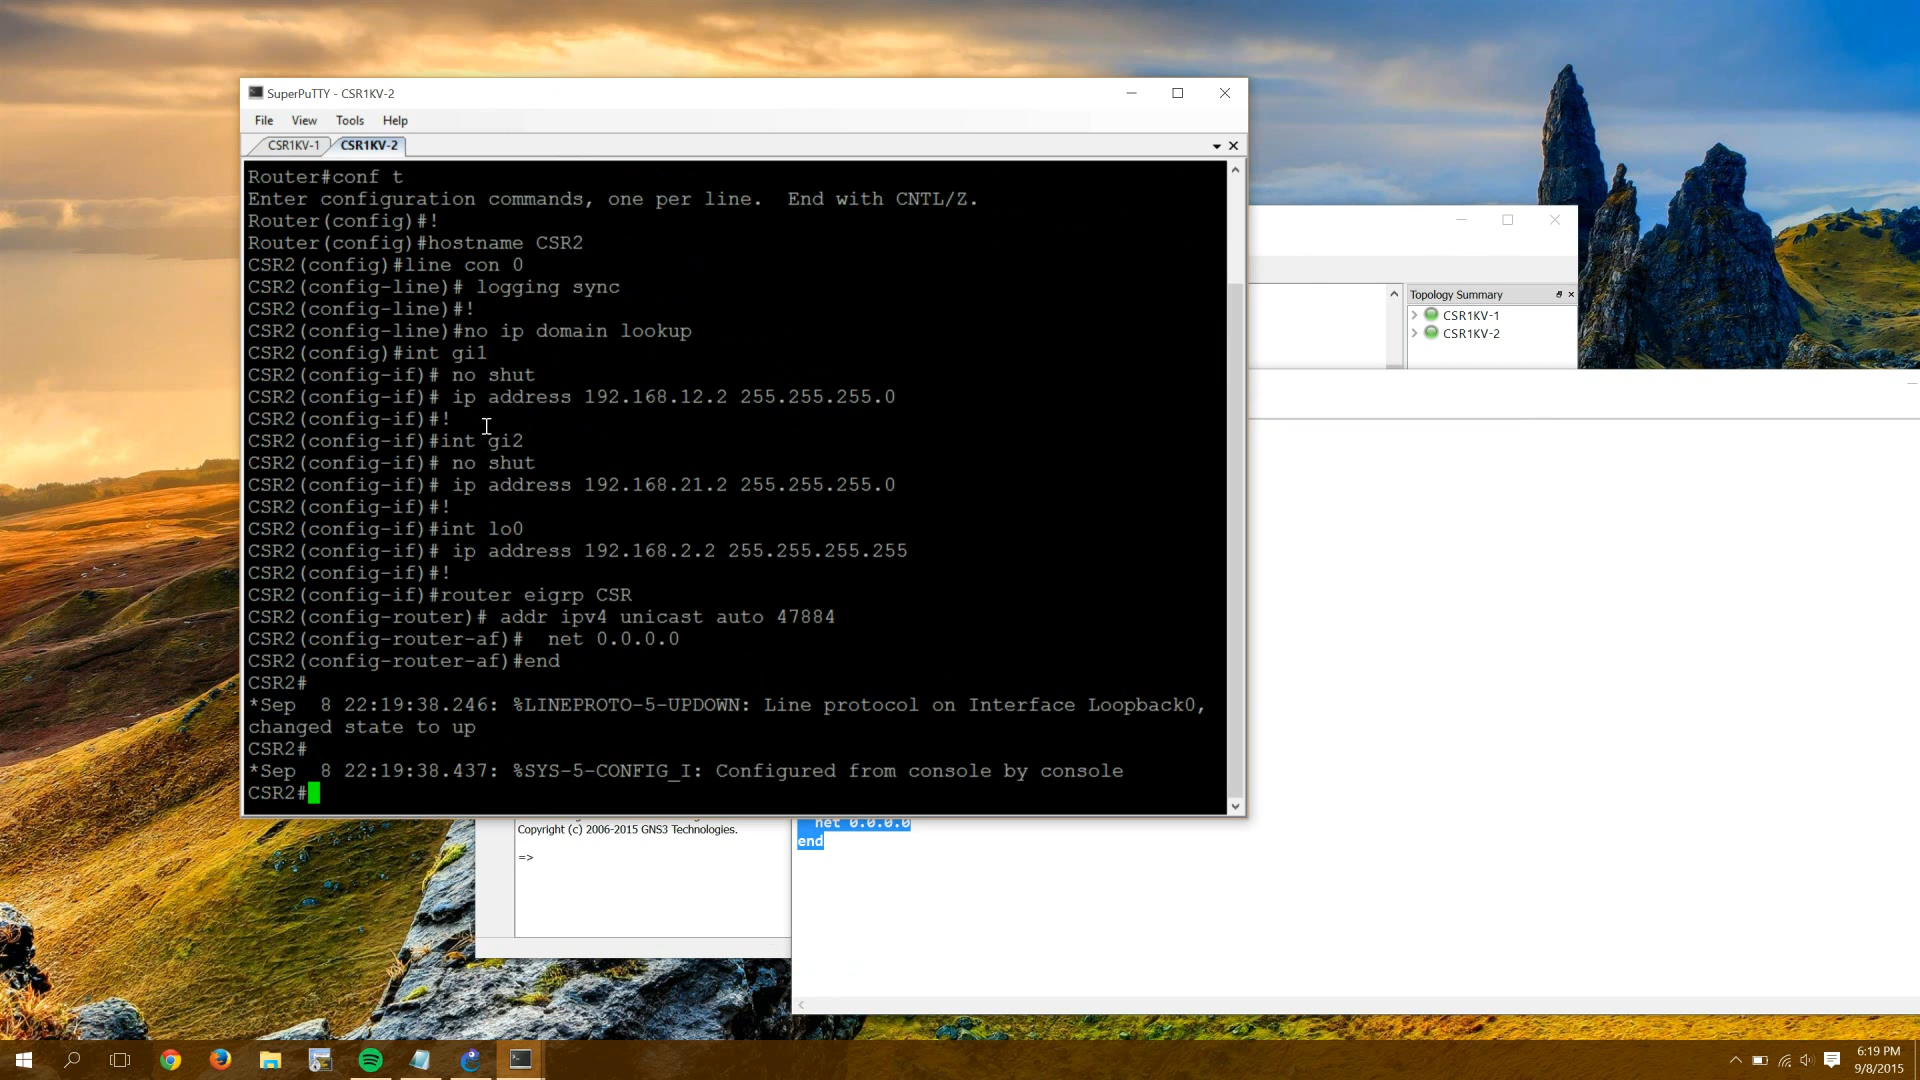 SuperPuTTY - CSR1KV-2
File View Tools Help
CSR1KV-1 CSR1KV-2
Router#conf t
Enter configuration commands, one per line.  End with CNTL/Z.
Router(config)#!
Router(config)#hostname CSR2
CSR2(config)#line con 0
CSR2(config-line)# logging sync
CSR2(config-line)#!
CSR2(config-line)#no ip domain lookup
CSR2(config)#int gi1
CSR2(config-if)# no shut
CSR2(config-if)# ip address 192.168.12.2 255.255.255.0
CSR2(config-if)#!
CSR2(config-if)#int gi2
CSR2(config-if)# no shut
CSR2(config-if)# ip address 192.168.21.2 255.255.255.0
CSR2(config-if)#!
CSR2(config-if)#int lo0
CSR2(config-if)# ip address 192.168.2.2 255.255.255.255
CSR2(config-if)#!
CSR2(config-if)#router eigrp CSR
CSR2(config-router)# addr ipv4 unicast auto 47884
CSR2(config-router-af)#  net 0.0.0.0
CSR2(config-router-af)#end
CSR2#
*Sep  8 22:19:38.246: %LINEPROTO-5-UPDOWN: Line protocol on Interface Loopback0,
changed state to up
CSR2#
*Sep  8 22:19:38.437: %SYS-5-CONFIG_I: Configured from console by console
CSR2#
Topology Summary
CSR1KV-1
CSR1KV-2
Copyright (c) 2006-2015 GNS3 Technologies.
=>
net 0.0.0.0
end
6:19 PM
9/8/2015